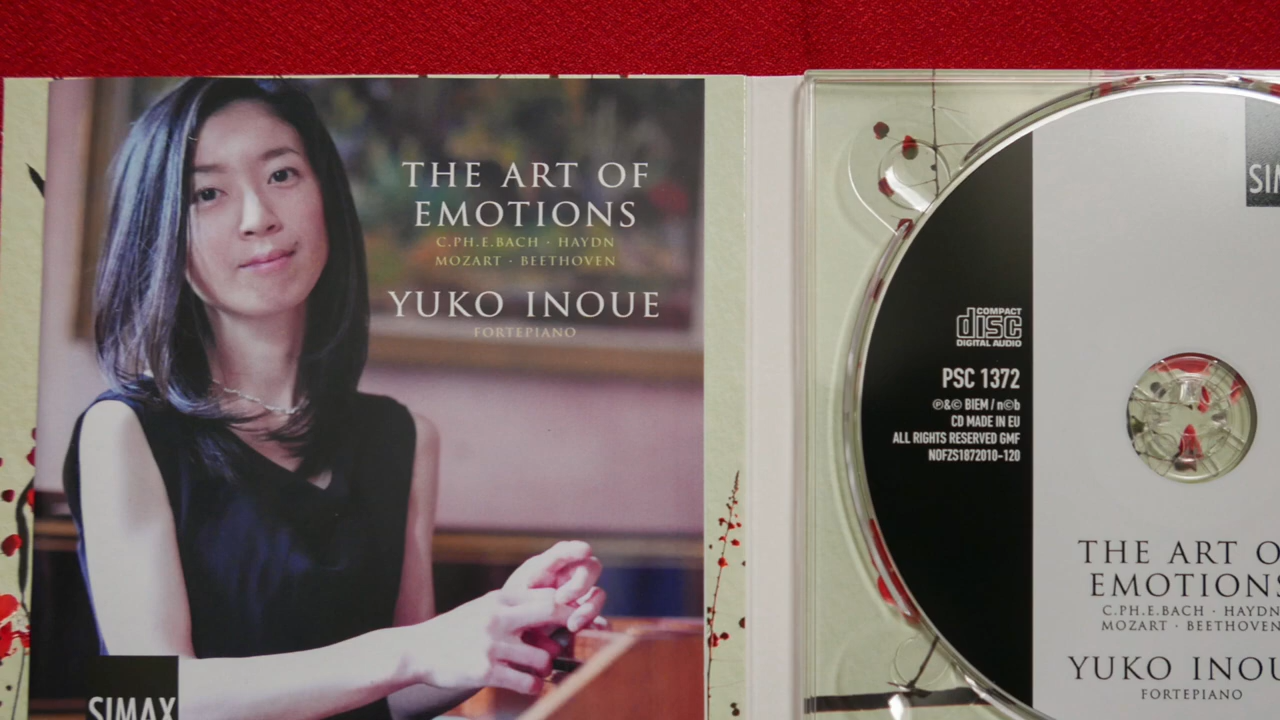 THE ART OF
EMOTIONS
C.PH.E.BACH · HAYDN
MOZART · BEETHOVEN
YUKO INOUE
FORTEPIANO
SIMAX
SIM
COMPACT
disc
DIGITAL AUDIO
PSC 1372
℗&© BIEM / n©b
CD MADE IN EU
ALL RIGHTS RESERVED GMF
NOFZS1872010-120
THE ART O
EMOTIONS
C.PH.E.BACH · HAYDN
MOZART · BEETHOVEN
YUKO INOU
FORTEPIANO